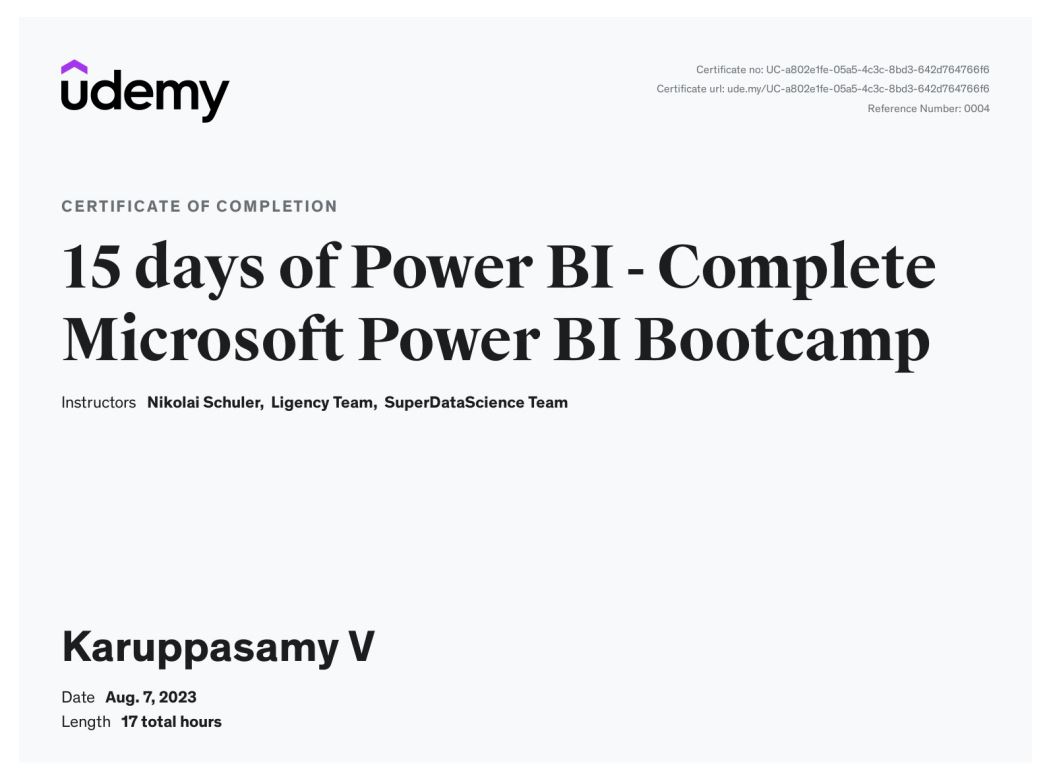 udemy
Certificate no: UC-a802e1fe-05a5-4c3c-8bd3-642d764766f6
Certificate url: ude.my/UC-a802e1fe-05a5-4c3c-8bd3-642d764766f6
Reference Number: 0004
CERTIFICATE OF COMPLETION
15 days of Power BI - Complete
Microsoft Power BI Bootcamp
Instructors Nikolai Schuler, Ligency Team, SuperDataScience Team
Karuppasamy V
Date Aug. 7, 2023
Length 17 total hours